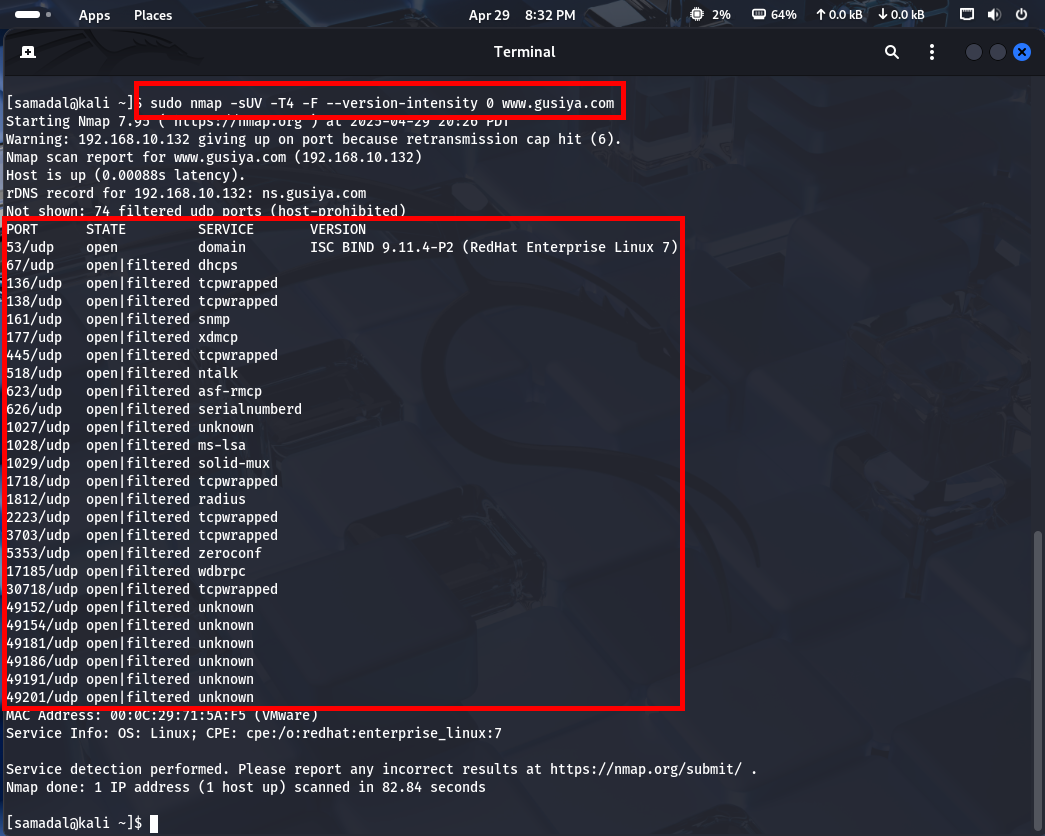 Apps Places Apr 29 8:32 PM 2% 64% 0.0 kB 0.0 kB
Terminal
[samadal@kali ~]$ sudo nmap -sUV -T4 -F --version-intensity 0 www.gusiya.com
Starting Nmap 7.95 ( https://nmap.org ) at 2025-04-29 20:26 PDT
Warning: 192.168.10.132 giving up on port because retransmission cap hit (6).
Nmap scan report for www.gusiya.com (192.168.10.132)
Host is up (0.00088s latency).
rDNS record for 192.168.10.132: ns.gusiya.com
Not shown: 74 filtered udp ports (host-prohibited)
PORT STATE SERVICE VERSION
53/udp open domain ISC BIND 9.11.4-P2 (RedHat Enterprise Linux 7)
67/udp open|filtered dhcps
136/udp open|filtered tcpwrapped
138/udp open|filtered tcpwrapped
161/udp open|filtered snmp
177/udp open|filtered xdmcp
445/udp open|filtered tcpwrapped
518/udp open|filtered ntalk
623/udp open|filtered asf-rmcp
626/udp open|filtered serialnumberd
1027/udp open|filtered unknown
1028/udp open|filtered ms-lsa
1029/udp open|filtered solid-mux
1718/udp open|filtered tcpwrapped
1812/udp open|filtered radius
2223/udp open|filtered tcpwrapped
3703/udp open|filtered tcpwrapped
5353/udp open|filtered zeroconf
17185/udp open|filtered wdbrpc
30718/udp open|filtered tcpwrapped
49152/udp open|filtered unknown
49154/udp open|filtered unknown
49181/udp open|filtered unknown
49186/udp open|filtered unknown
49191/udp open|filtered unknown
49201/udp open|filtered unknown
MAC Address: 00:0C:29:71:5A:F5 (VMware)
Service Info: OS: Linux; CPE: cpe:/o:redhat:enterprise_linux:7
Service detection performed. Please report any incorrect results at https://nmap.org/submit/ .
Nmap done: 1 IP address (1 host up) scanned in 82.84 seconds
[samadal@kali ~]$